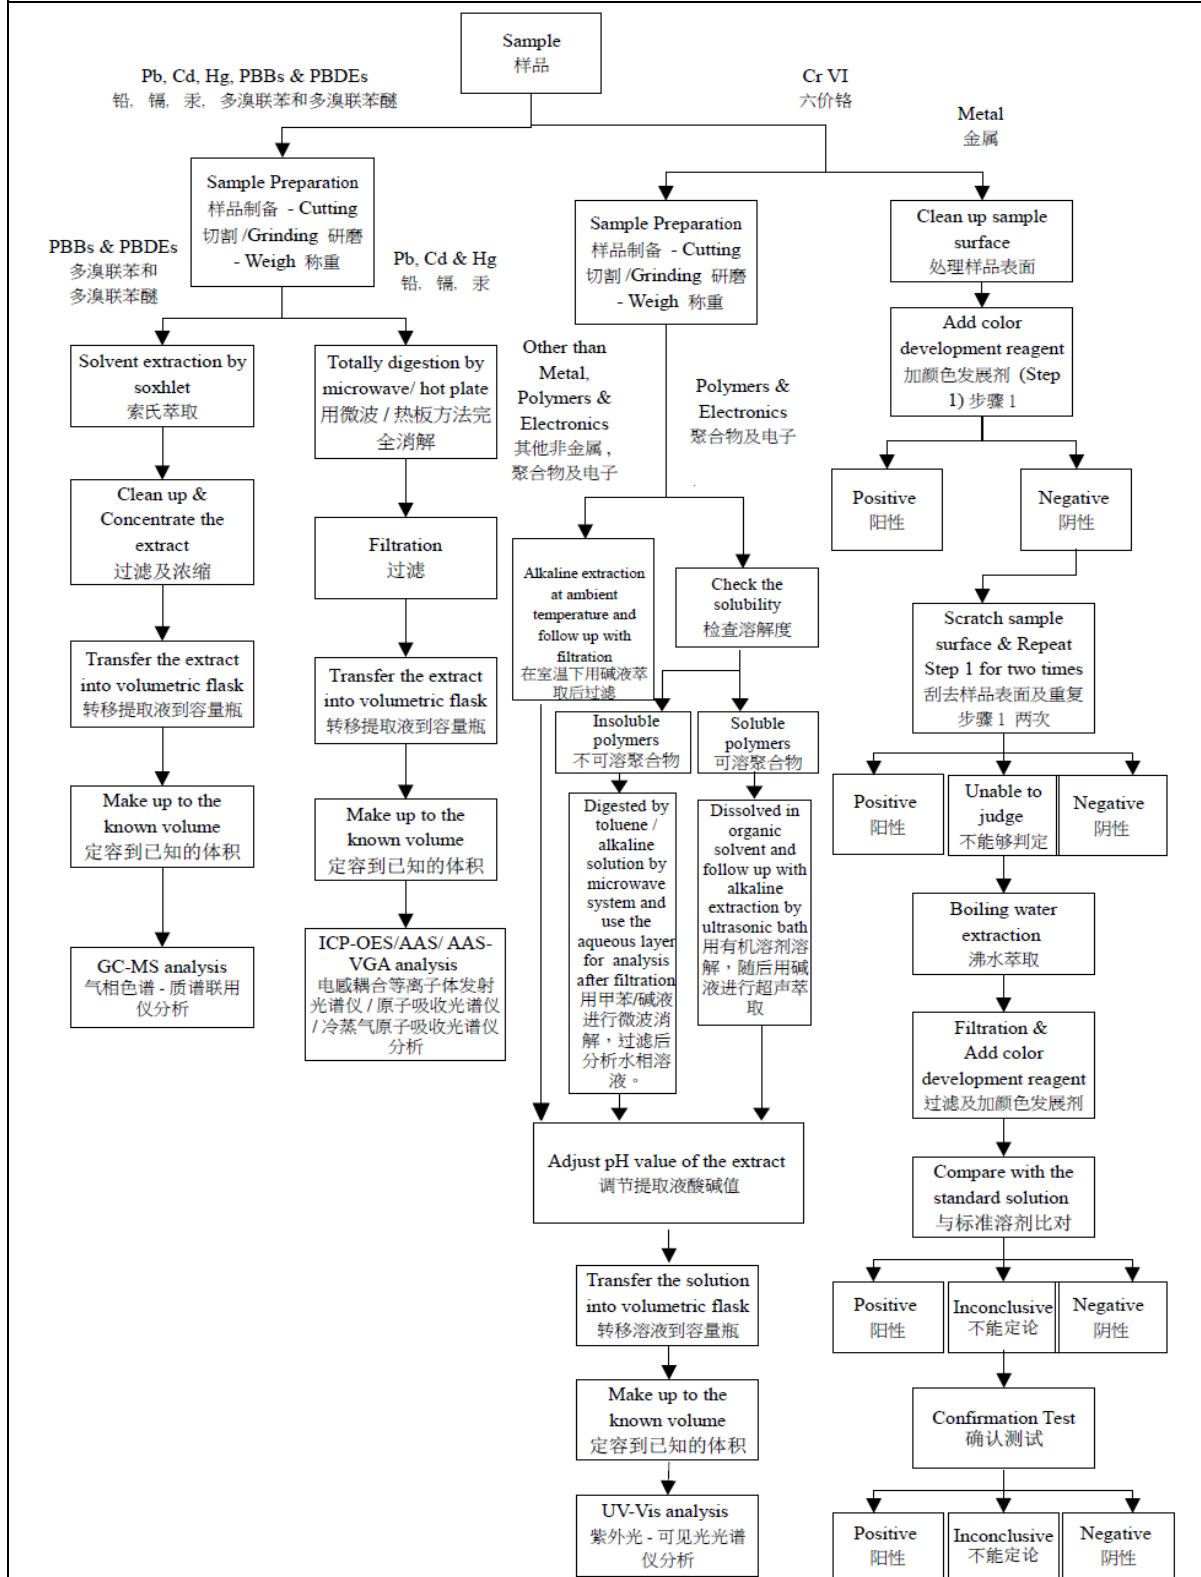 Sample
样品
Pb, Cd, Hg, PBBs & PBDEs
铅, 镉, 汞, 多溴联苯和多溴联苯醚
Cr VI
六价铬
Metal
金属
Sample Preparation
样品制备 - Cutting
切割 /Grinding 研磨
- Weigh 称重
PBBs & PBDEs
多溴联苯和
多溴联苯醚
Pb, Cd & Hg
铅, 镉, 汞
Solvent extraction by
soxhlet
索氏萃取
Clean up &
Concentrate the
extract
过滤及浓缩
Transfer the extract
into volumetric flask
转移提取液到容量瓶
Make up to the
known volume
定容到已知的体积
GC-MS analysis
气相色谱 - 质谱联用
仪分析
Totally digestion by
microwave/ hot plate
用微波 / 热板方法完
全消解
Filtration
过滤
Transfer the extract
into volumetric flask
转移提取液到容量瓶
Make up to the
known volume
定容到已知的体积
ICP-OES/AAS/ AAS-
VGA analysis
电感耦合等离子体发射
光谱仪 / 原子吸收光谱仪
/ 冷蒸气原子吸收光谱仪
分析
Sample Preparation
样品制备 - Cutting
切割 /Grinding 研磨
- Weigh 称重
Other than
Metal,
Polymers &
Electronics
其他非金属,
聚合物及电子
Polymers &
Electronics
聚合物及电子
Alkaline extraction
at ambient
temperature and
follow up with
filtration
在室温下用碱液萃
取后过滤
Check the
solubility
检查溶解度
Insoluble
polymers
不可溶聚合物
Soluble
polymers
可溶聚合物
Digested by
toluene /
alkaline
solution by
microwave
system and
use the
aqueous layer
for analysis
after filtration
用甲苯/碱液
进行微波消
解，过滤后
分析水相溶
液。
Dissolved in
organic
solvent and
follow up with
alkaline
extraction by
ultrasonic bath
用有机溶剂溶
解，随后用碱
液进行超声萃
取
Adjust pH value of the extract
调节提取液酸碱值
Transfer the solution
into volumetric flask
转移溶液到容量瓶
Make up to the
known volume
定容到已知的体积
UV-Vis analysis
紫外光 - 可见光光谱
仪分析
Clean up sample
surface
处理样品表面
Add color
development reagent
加颜色发展剂 (Step
1) 步骤 1
Positive
阳性
Negative
阴性
Scratch sample
surface & Repeat
Step 1 for two times
刮去样品表面及重复
步骤 1 两次
Positive
阳性
Unable to
judge
不能够判定
Negative
阴性
Boiling water
extraction
沸水萃取
Filtration &
Add color
development reagent
过滤及加颜色发展剂
Compare with the
standard solution
与标准溶剂比对
Positive
阳性
Inconclusive
不能定论
Negative
阴性
Confirmation Test
确认测试
Positive
阳性
Inconclusive
不能定论
Negative
阴性